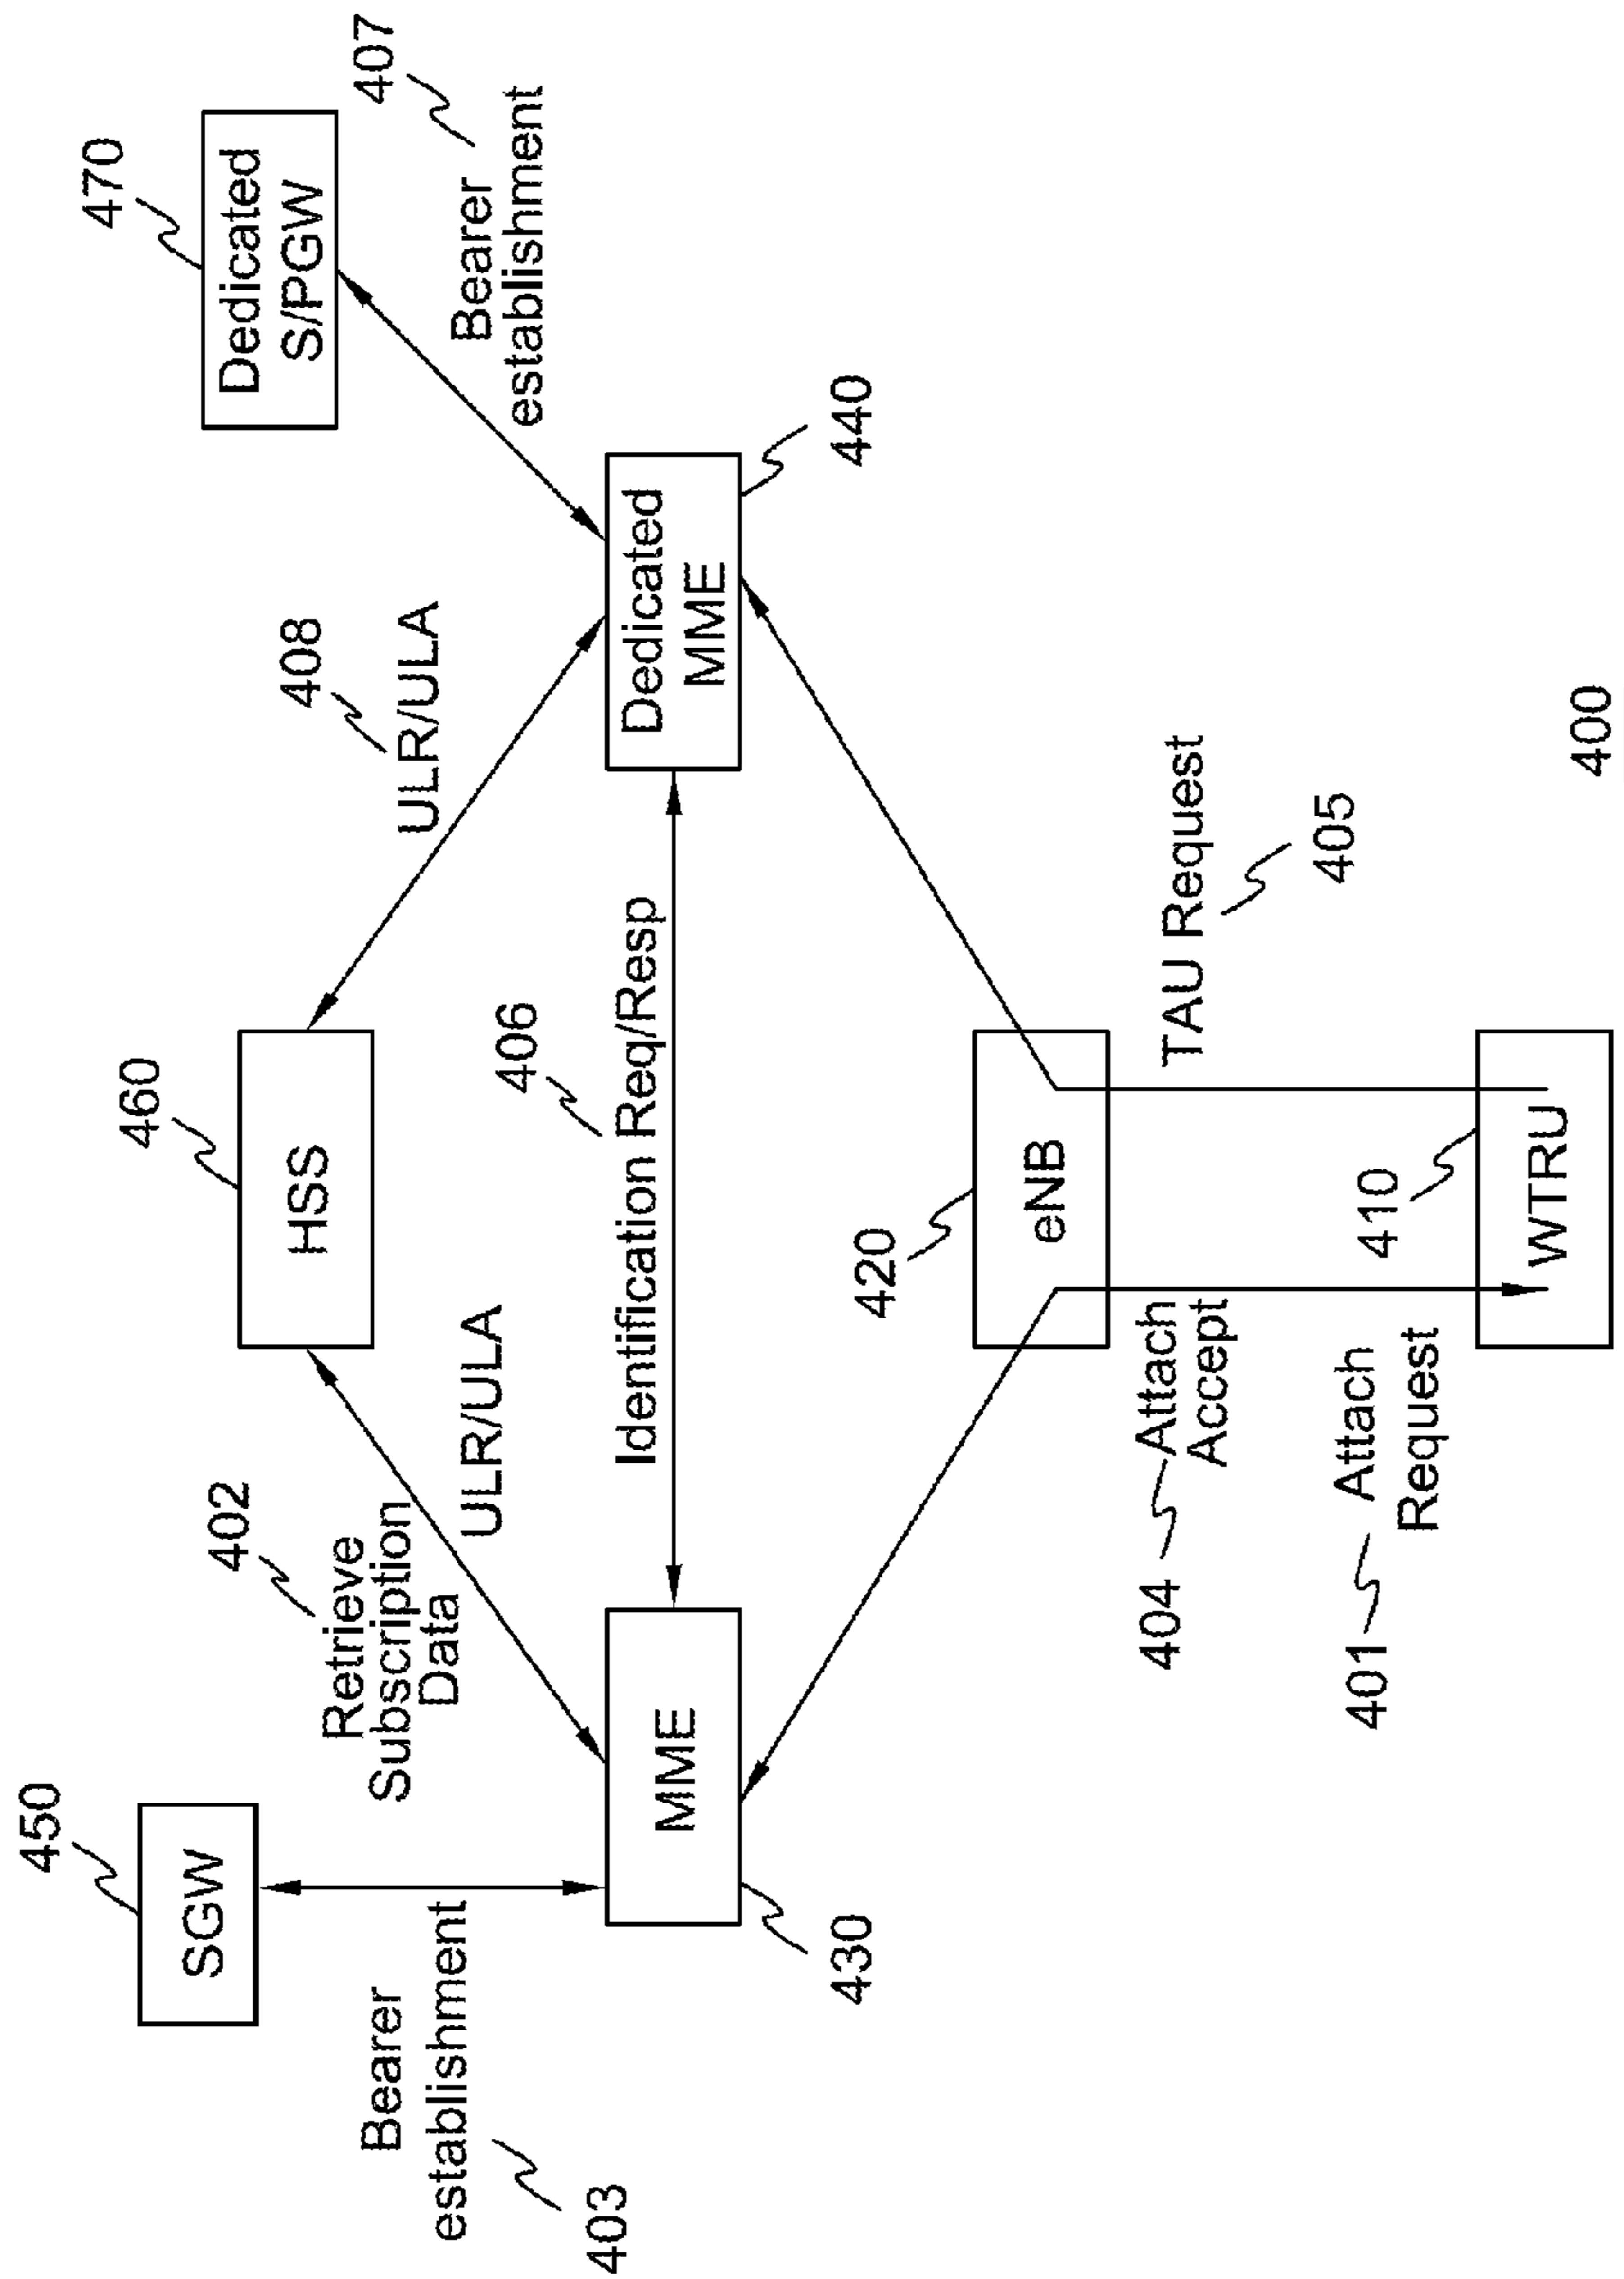 450
SGW
Bearer
establishment
403
402
Retrieve
Subscription
Data
ULR/ULA
460
HSS
408
ULR/ULA
470
Dedicated
S/PGW
407
Bearer
establishment
MME
430
406
Identification Req/Resp
Dedicated
MME
440
420
eNB
404
Attach
Accept
401
Attach
Request
TAU Request
405
410
WTRU
400